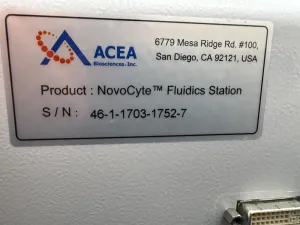 ACEA
Biosciences, Inc.
6779 Mesa Ridge Rd. #100,
San Diego, CA 92121, USA
Product : NovoCyte™ Fluidics Station
S / N : 46-1-1703-1752-7